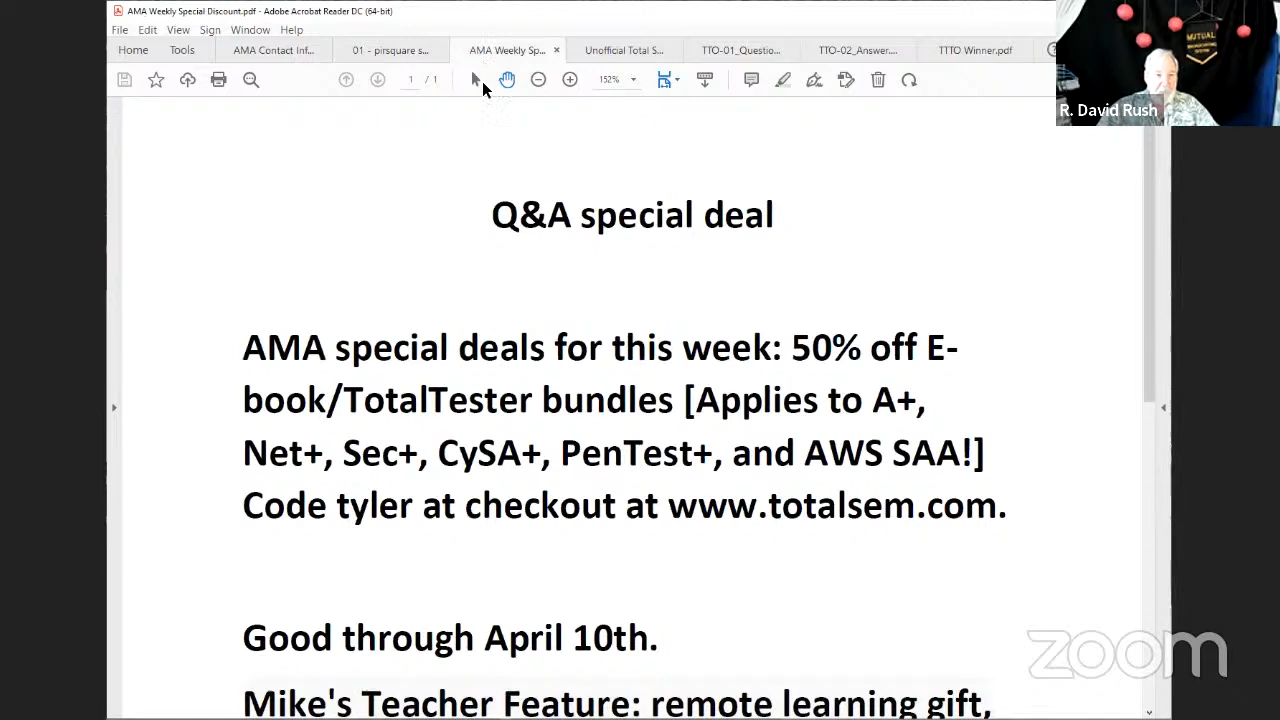 AMA Weekly Special Discount.pdf - Adobe Acrobat Reader DC (64-bit)
File Edit View Sign Window Help
Home Tools AMA Contact Inf... 01 - pirsquare s... AMA Weekly Sp... × Unofficial Total S... TTO-01_Questio... TTO-02_Answer.... TTTO Winner.pdf
1 / 1 152%
MUTUAL
BROADCASTING
SYSTEM
R. David Rush
Q&A special deal
AMA special deals for this week: 50% off E-
book/TotalTester bundles [Applies to A+,
Net+, Sec+, CySA+, PenTest+, and AWS SAA!]
Code tyler at checkout at www.totalsem.com.
Good through April 10th.
Mike's Teacher Feature: remote learning gift,
zoom